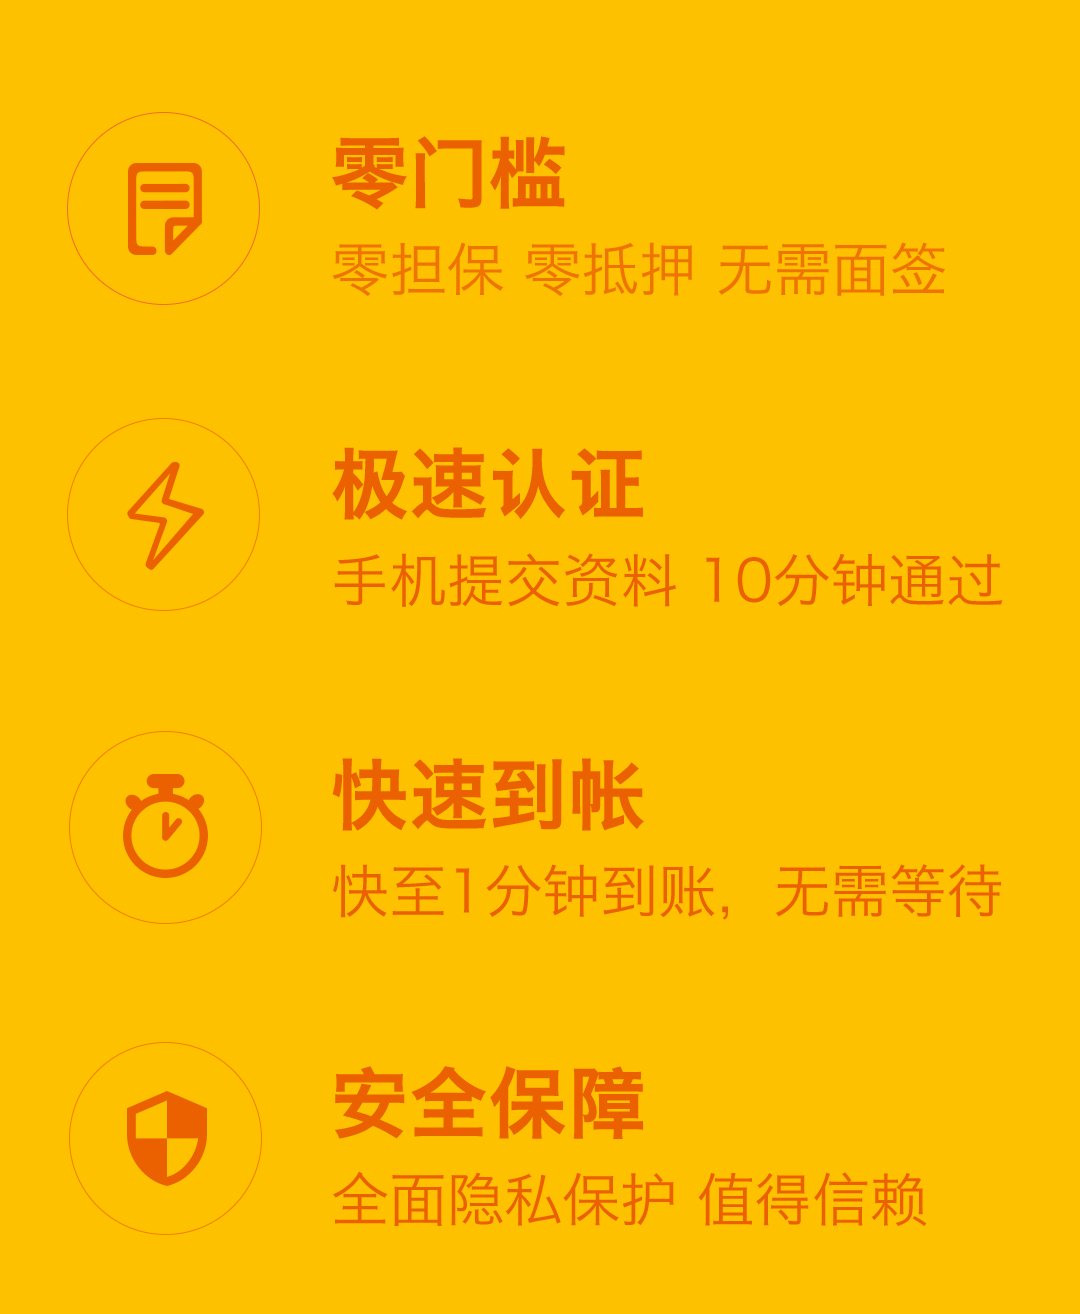 零门槛
零担保 零抵押 无需面签
极速认证
手机提交资料 10分钟通过
快速到帐
快至1分钟到账，无需等待
安全保障
全面隐私保护 值得信赖